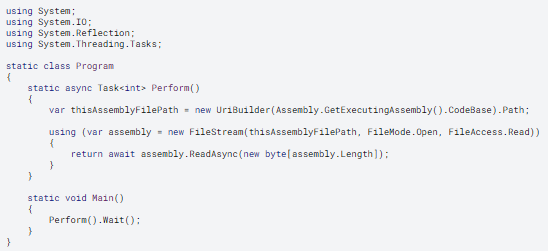 using System;
using System.IO;
using System.Reflection;
using System.Threading.Tasks;

static class Program
{
    static async Task<int> Perform()
    {
        var thisAssemblyFilePath = new UriBuilder(Assembly.GetExecutingAssembly().CodeBase).Path;

        using (var assembly = new FileStream(thisAssemblyFilePath, FileMode.Open, FileAccess.Read))
        {
            return await assembly.ReadAsync(new byte[assembly.Length]);
        }
    }

    static void Main()
    {
        Perform().Wait();
    }
}